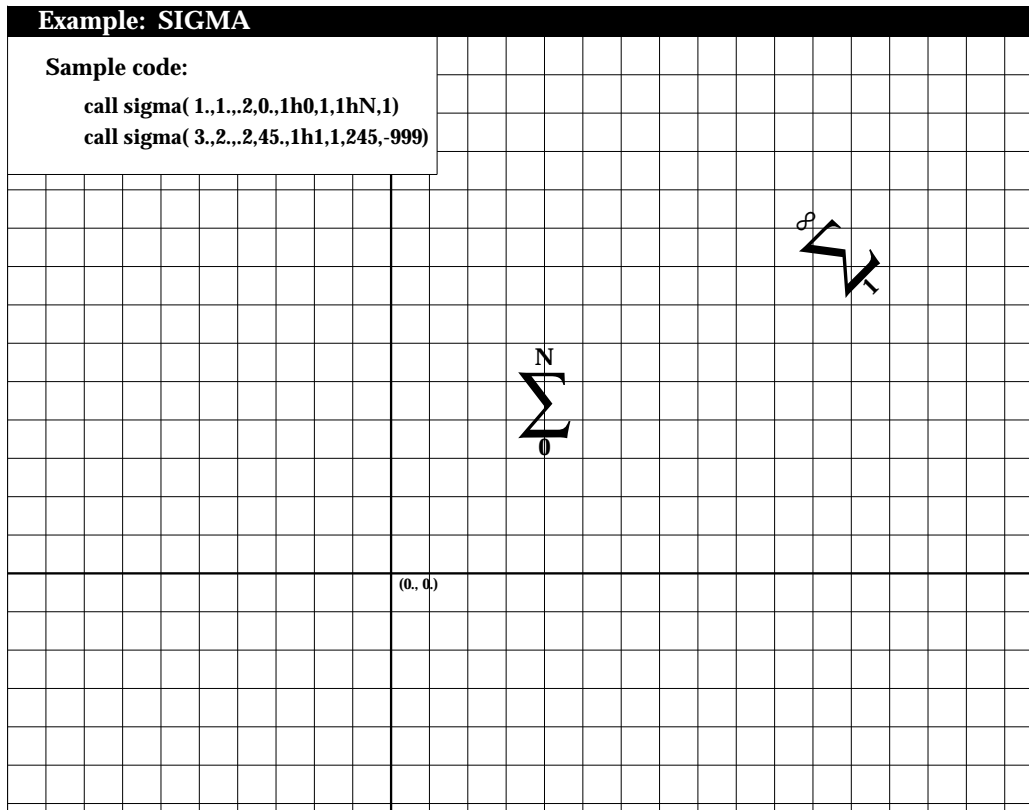 Example: SIGMA
Sample code:
call sigma( 1.,1.,.2,0.,1h0,1,1hN,1)
call sigma( 3.,2.,.2,45.,1h1,1,245,-999)
∞
∑
1
N
∑
0
(0., 0.)